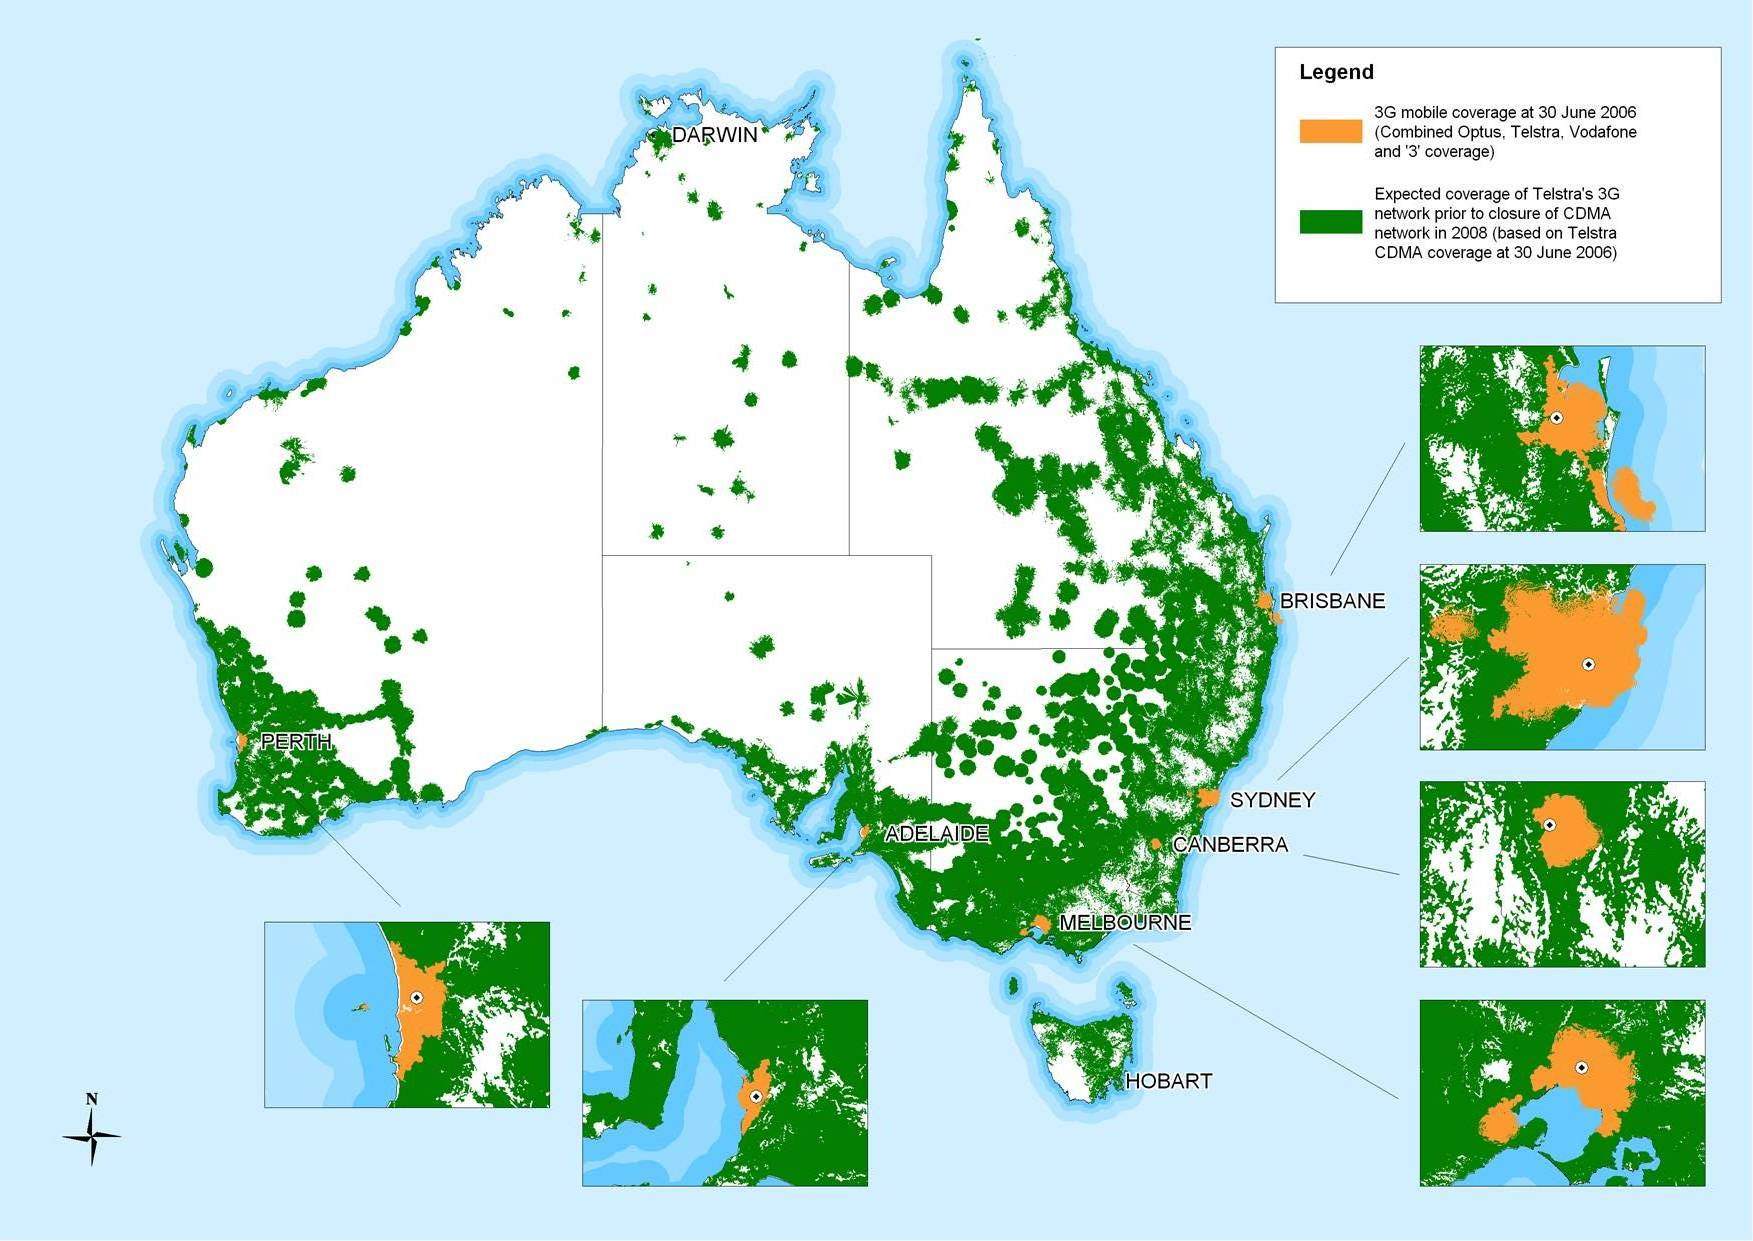 Legend
3G mobile coverage at 30 June 2006
(Combined Optus, Telstra, Vodafone
and '3' coverage)
Expected coverage of Telstra's 3G
network prior to closure of CDMA
network in 2008 (based on Telstra
CDMA coverage at 30 June 2006)
DARWIN
BRISBANE
PERTH
SYDNEY
ADELAIDE
CANBERRA
MELBOURNE
HOBART
N